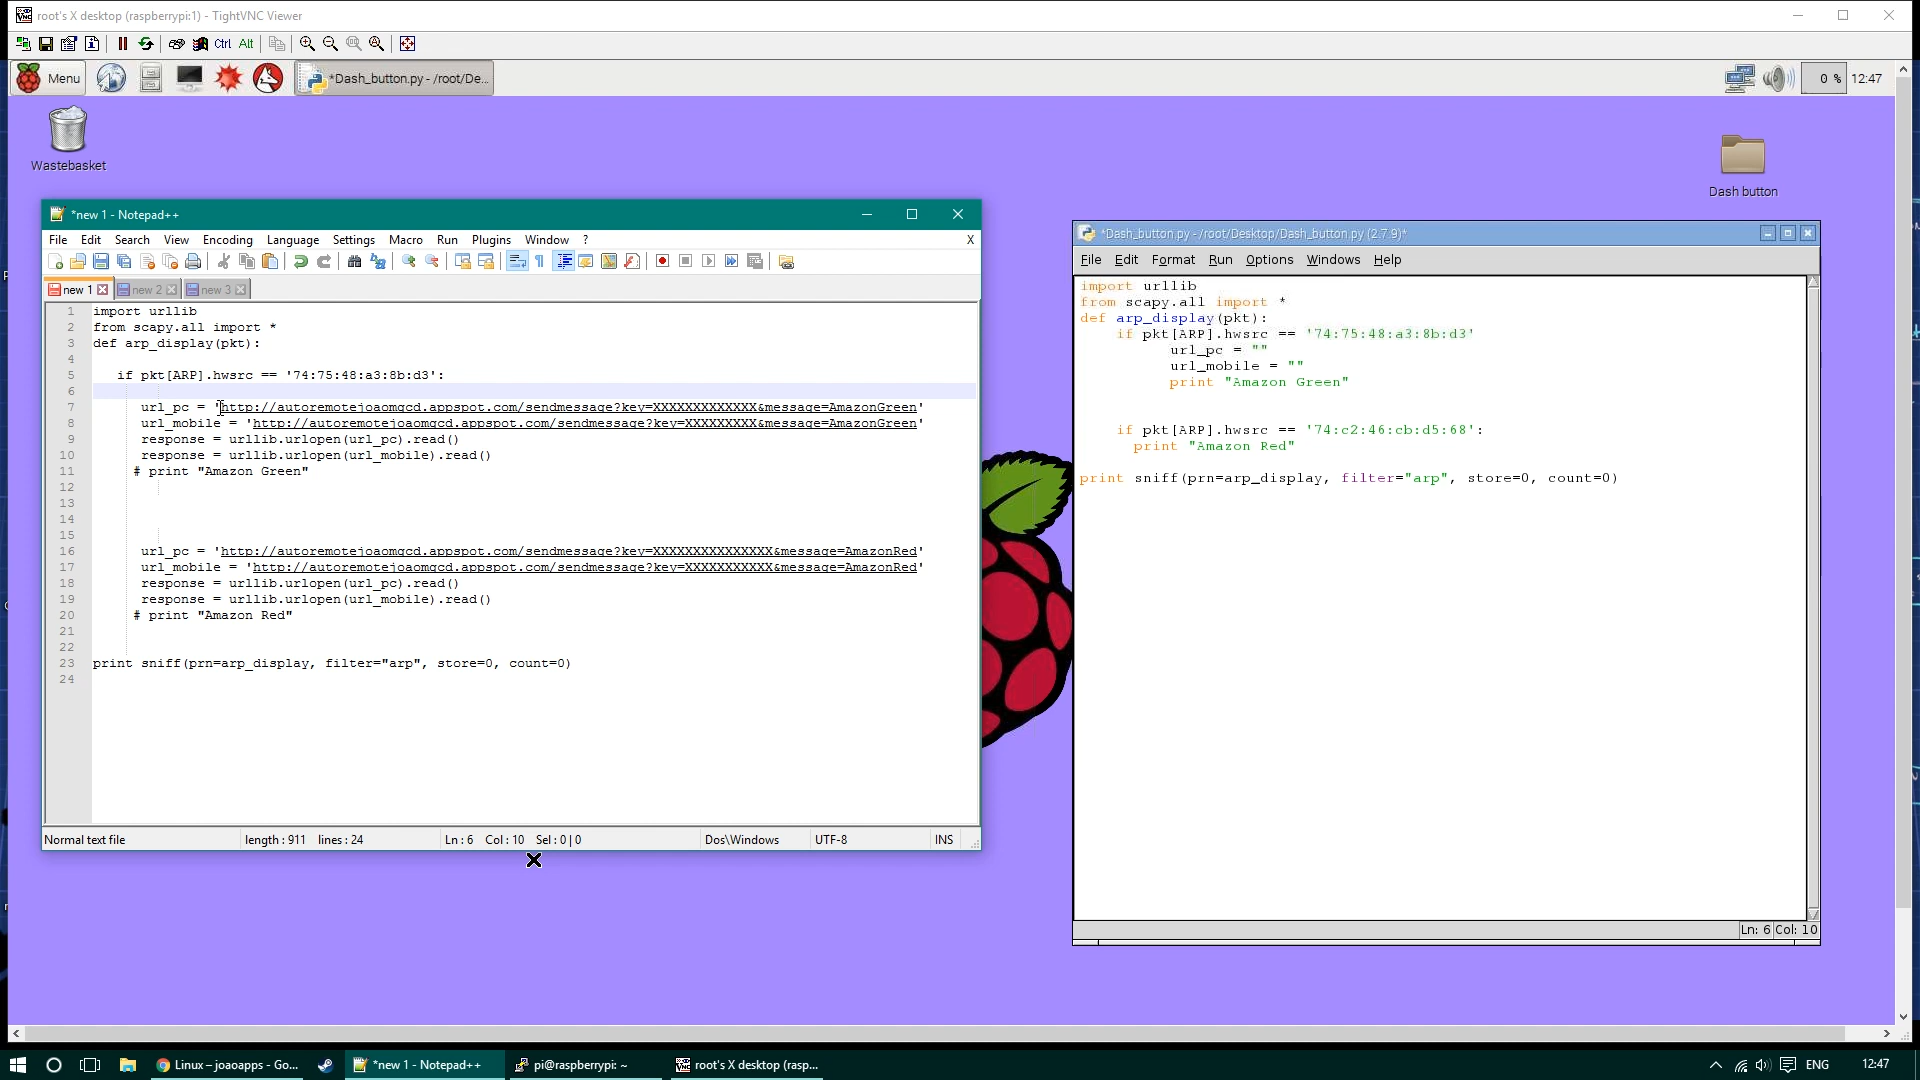 root's X desktop (raspberrypi:1) - TightVNC Viewer
Ctrl Alt
Menu
*Dash_button.py - /root/De...
0 %
12:47
Wastebasket
Dash button
*new 1 - Notepad++
File Edit Search View Encoding Language Settings Macro Run Plugins Window ? X
new 1 new 2 new 3
1 import urllib
2 from scapy.all import *
3 def arp_display(pkt):
4
5 if pkt[ARP].hwsrc == '74:75:48:a3:8b:d3':
6
7 url_pc = 'http://autoremotejoaomgcd.appspot.com/sendmessage?key=XXXXXXXXXXXXX&message=AmazonGreen'
8 url_mobile = 'http://autoremotejoaomgcd.appspot.com/sendmessage?key=XXXXXXXXX&message=AmazonGreen'
9 response = urllib.urlopen(url_pc).read()
10 response = urllib.urlopen(url_mobile).read()
11 # print "Amazon Green"
12
13
14
15
16 url_pc = 'http://autoremotejoaomgcd.appspot.com/sendmessage?key=XXXXXXXXXXXXXXX&message=AmazonRed'
17 url_mobile = 'http://autoremotejoaomgcd.appspot.com/sendmessage?key=XXXXXXXXXXX&message=AmazonRed'
18 response = urllib.urlopen(url_pc).read()
19 response = urllib.urlopen(url_mobile).read()
20 # print "Amazon Red"
21
22
23 print sniff(prn=arp_display, filter="arp", store=0, count=0)
24
Normal text file length : 911 lines : 24 Ln : 6 Col : 10 Sel : 0 | 0 Dos\Windows UTF-8 INS
*Dash_button.py - /root/Desktop/Dash_button.py (2.7.9)*
File Edit Format Run Options Windows Help
import urllib
from scapy.all import *
def arp_display(pkt):
if pkt[ARP].hwsrc == '74:75:48:a3:8b:d3'
url_pc = ""
url_mobile = ""
print "Amazon Green"
if pkt[ARP].hwsrc == '74:c2:46:cb:d5:68':
print "Amazon Red"
print sniff(prn=arp_display, filter="arp", store=0, count=0)
Ln: 6 Col: 10
Linux – joaoapps - Go...
*new 1 - Notepad++
pi@raspberrypi: ~
root's X desktop (rasp...
ENG
12:47